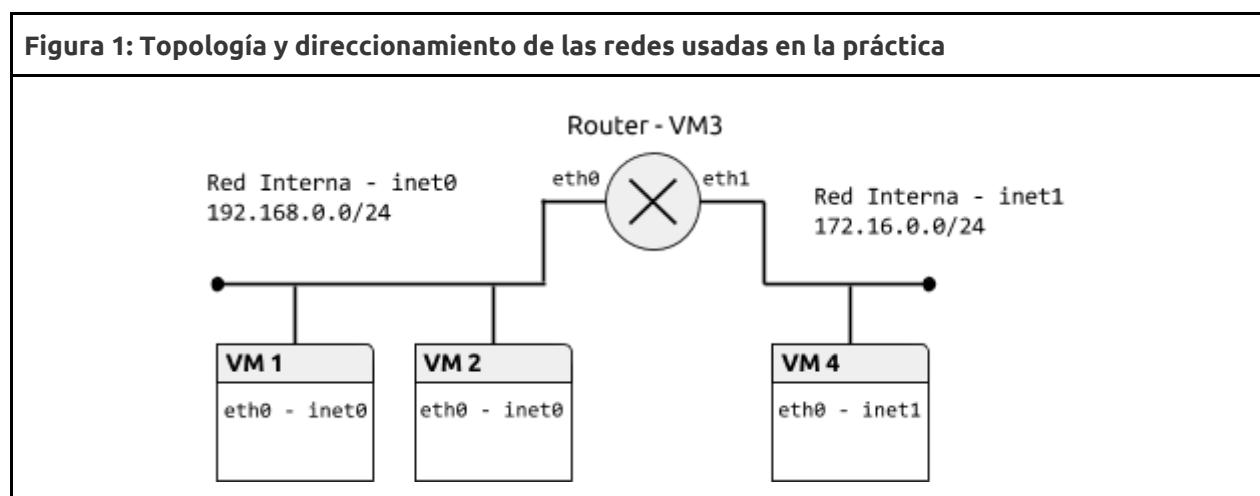 Figura 1: Topología y direccionamiento de las redes usadas en la práctica
Router - VM3
Red Interna - inet0
192.168.0.0/24
eth0
eth1
Red Interna - inet1
172.16.0.0/24
VM 1
eth0 - inet0
VM 2
eth0 - inet0
VM 4
eth0 - inet1